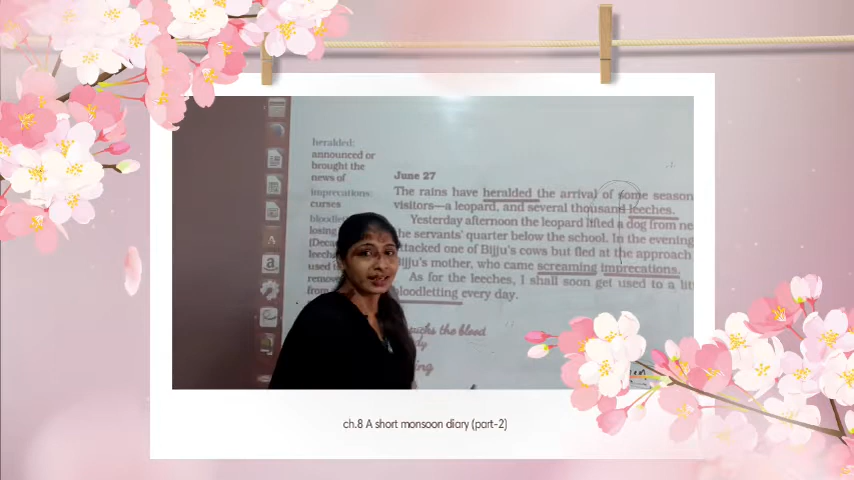 heralded:
announced or
brought the
news of
imprecations:
curses
losing
June 27
The rains have heralded the arrival of some season
visitors—a leopard, and several thousand leeches.
Yesterday afternoon the leopard lifted a dog from ne
the servants' quarter below the school. In the evening
attacked one of Bijju's cows but fled at the approach
Bijju's mother, who came screaming imprecations.
As for the leeches, I shall soon get used to a lit
bloodletting every day.
the blood
ch.8 A short monsoon diary (part-2)